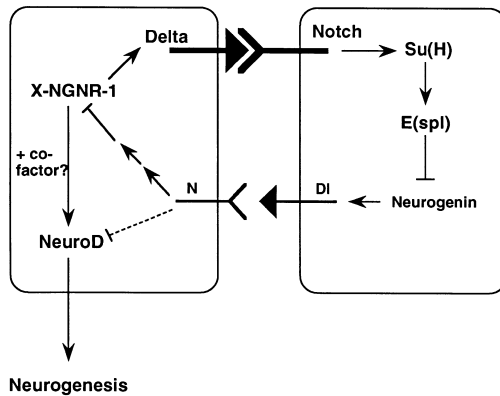 Delta
Notch
Su(H)
X-NGNR-1
E(spl)
+ co-
factor?
N
Dl
Neurogenin
NeuroD
Neurogenesis